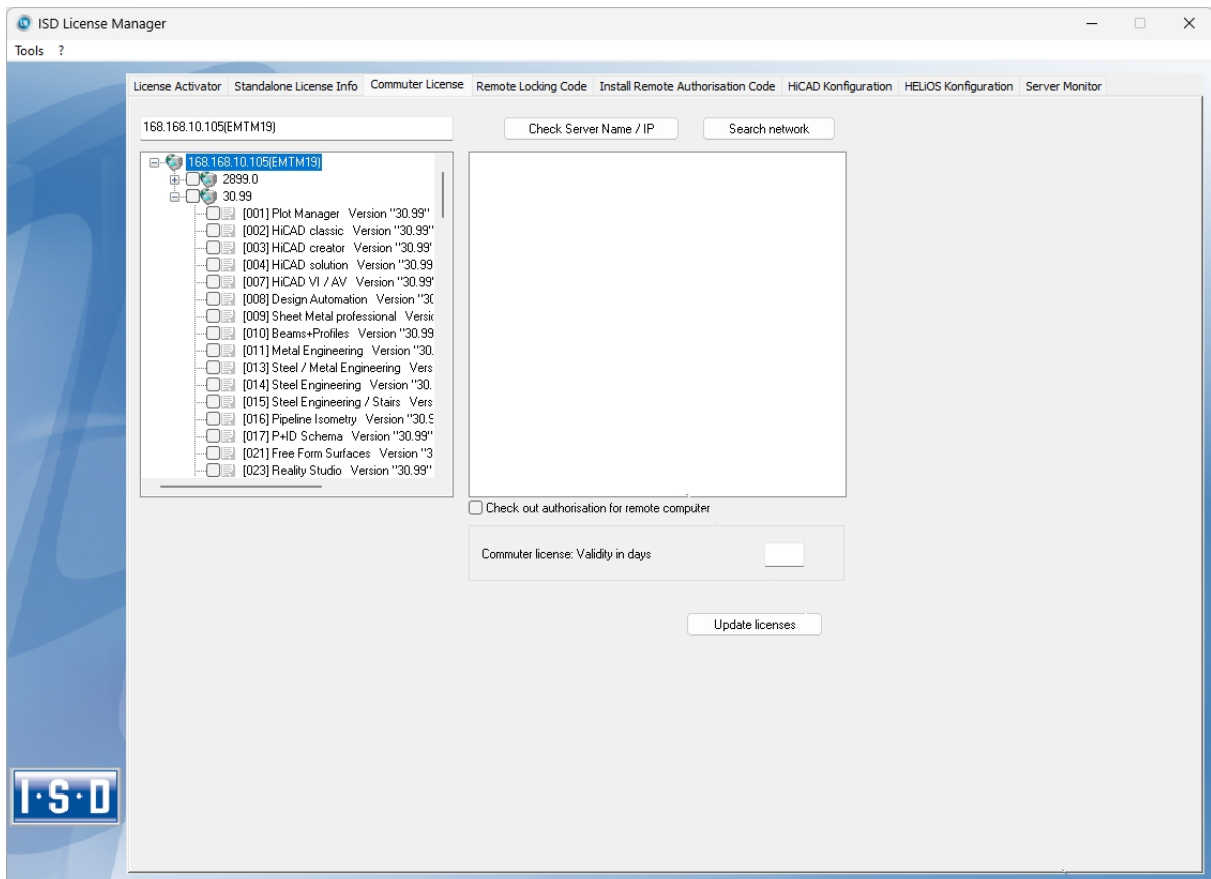 ISD License Manager
Tools ?
License Activator Standalone License Info Commuter License Remote Locking Code Install Remote Authorisation Code HiCAD Konfiguration HELiOS Konfiguration Server Monitor
168.168.10.105(EMTM19)
Check Server Name / IP
Search network
168.168.10.105(EMTM19)
2899.0
30.99
[001] Plot Manager Version "30.99"
[002] HiCAD classic Version "30.99"
[003] HiCAD creator Version "30.99'
[004] HiCAD solution Version "30.99
[007] HiCAD VI / AV Version "30.99'
[008] Design Automation Version "30
[009] Sheet Metal professional Versio
[010] Beams+Profiles Version "30.99
[011] Metal Engineering Version "30.
[013] Steel / Metal Engineering Vers
[014] Steel Engineering Version "30.
[015] Steel Engineering / Stairs Vers
[016] Pipeline Isometry Version "30.9
[017] P+ID Schema Version "30.99"
[021] Free Form Surfaces Version "3
[023] Reality Studio Version "30.99"
Check out authorisation for remote computer
Commuter license: Validity in days
Update licenses
I·S·D